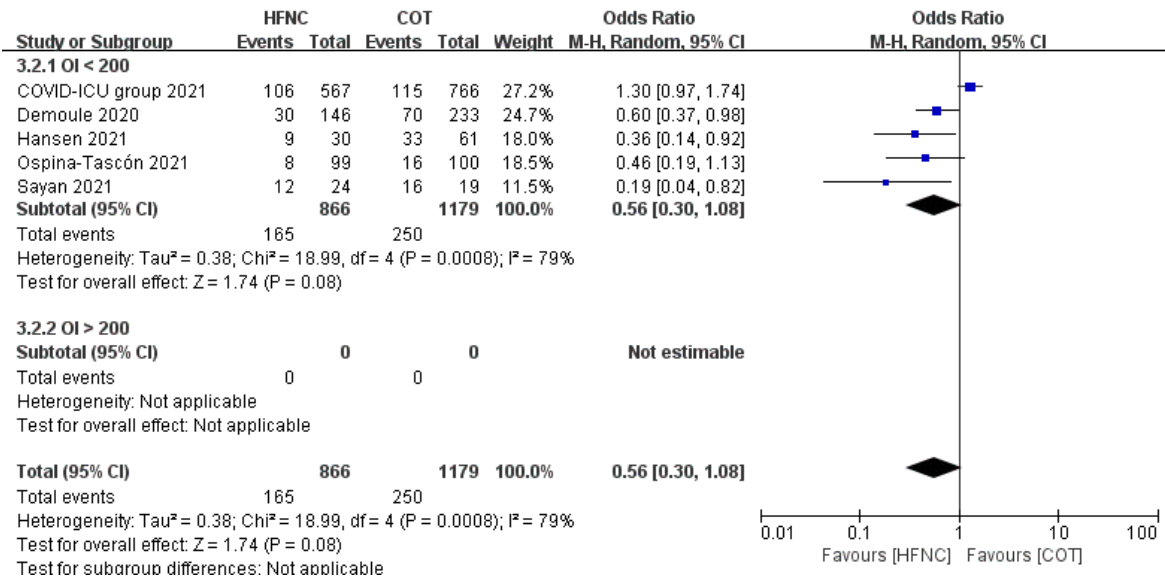 HFNC COT Odds Ratio Odds Ratio
Study or Subgroup Events Total Events Total Weight M-H, Random, 95% CI M-H, Random, 95% CI
3.2.1 OI < 200
COVID-ICU group 2021 106 567 115 766 27.2% 1.30 [0.97, 1.74]
Demoule 2020 30 146 70 233 24.7% 0.60 [0.37, 0.98]
Hansen 2021 9 30 33 61 18.0% 0.36 [0.14, 0.92]
Ospina-Tascón 2021 8 99 16 100 18.5% 0.46 [0.19, 1.13]
Sayan 2021 12 24 16 19 11.5% 0.19 [0.04, 0.82]
Subtotal (95% CI) 866 1179 100.0% 0.56 [0.30, 1.08]
Total events 165 250
Heterogeneity: Tau² = 0.38; Chi² = 18.99, df = 4 (P = 0.0008); I² = 79%
Test for overall effect: Z = 1.74 (P = 0.08)
3.2.2 OI > 200
Subtotal (95% CI) 0 0 Not estimable
Total events 0 0
Heterogeneity: Not applicable
Test for overall effect: Not applicable
Total (95% CI) 866 1179 100.0% 0.56 [0.30, 1.08]
Total events 165 250
Heterogeneity: Tau² = 0.38; Chi² = 18.99, df = 4 (P = 0.0008); I² = 79%
Test for overall effect: Z = 1.74 (P = 0.08)
Test for subgroup differences: Not applicable
0.01 0.1 1 10 100
Favours [HFNC] Favours [COT]